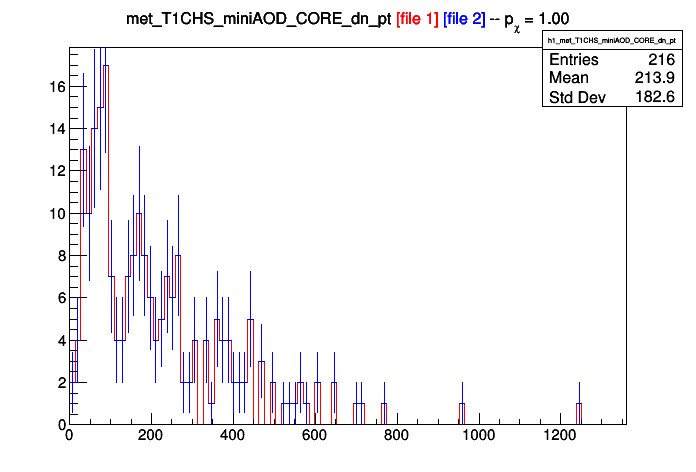 met_T1CHS_miniAOD_CORE_dn_pt [file 1] [file 2] -- pχ = 1.00
h1_met_T1CHS_miniAOD_CORE_dn_pt
Entries 216
Mean 213.9
Std Dev 182.6
16
14
12
10
8
6
4
2
0
0 200 400 600 800 1000 1200